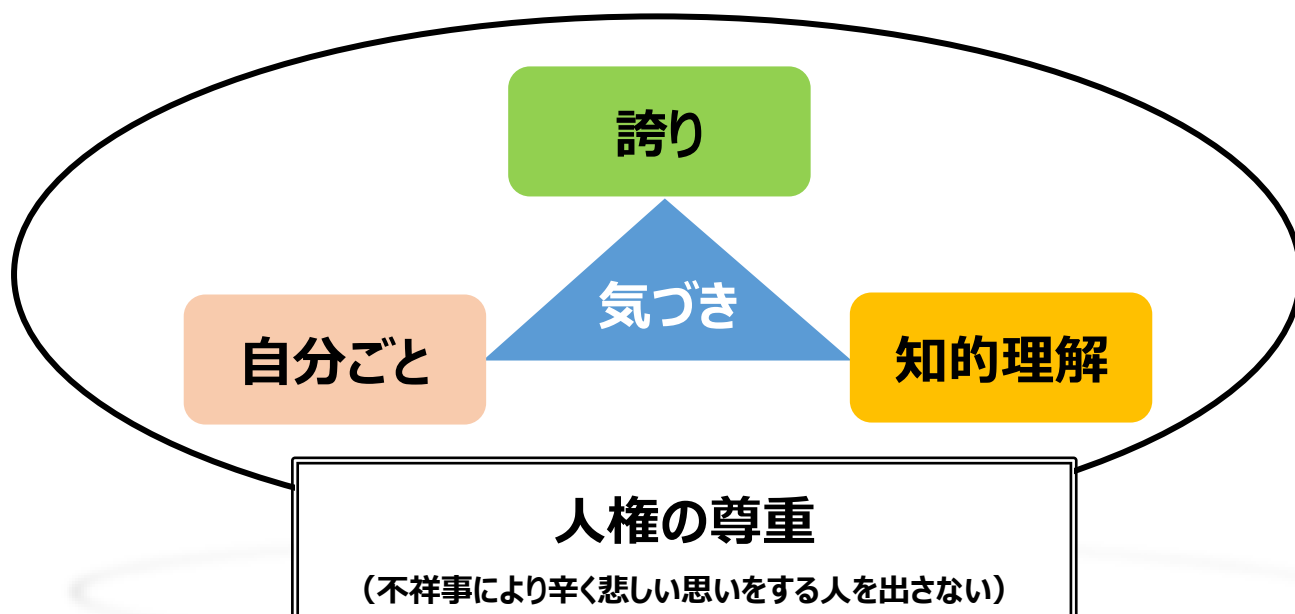 誇り
気づき
自分ごと
知的理解
人権の尊重
（不祥事により辛く悲しい思いをする人を出さない）